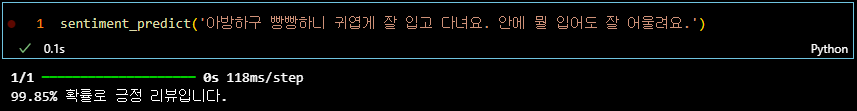 1 sentiment_predict('아방하구 빵빵하니 귀엽게 잘 입고 다녀요. 안에 뭘 입어도 잘 어울려요.')
0.1s Python
1/1 0s 118ms/step
99.85% 확률로 긍정 리뷰입니다.